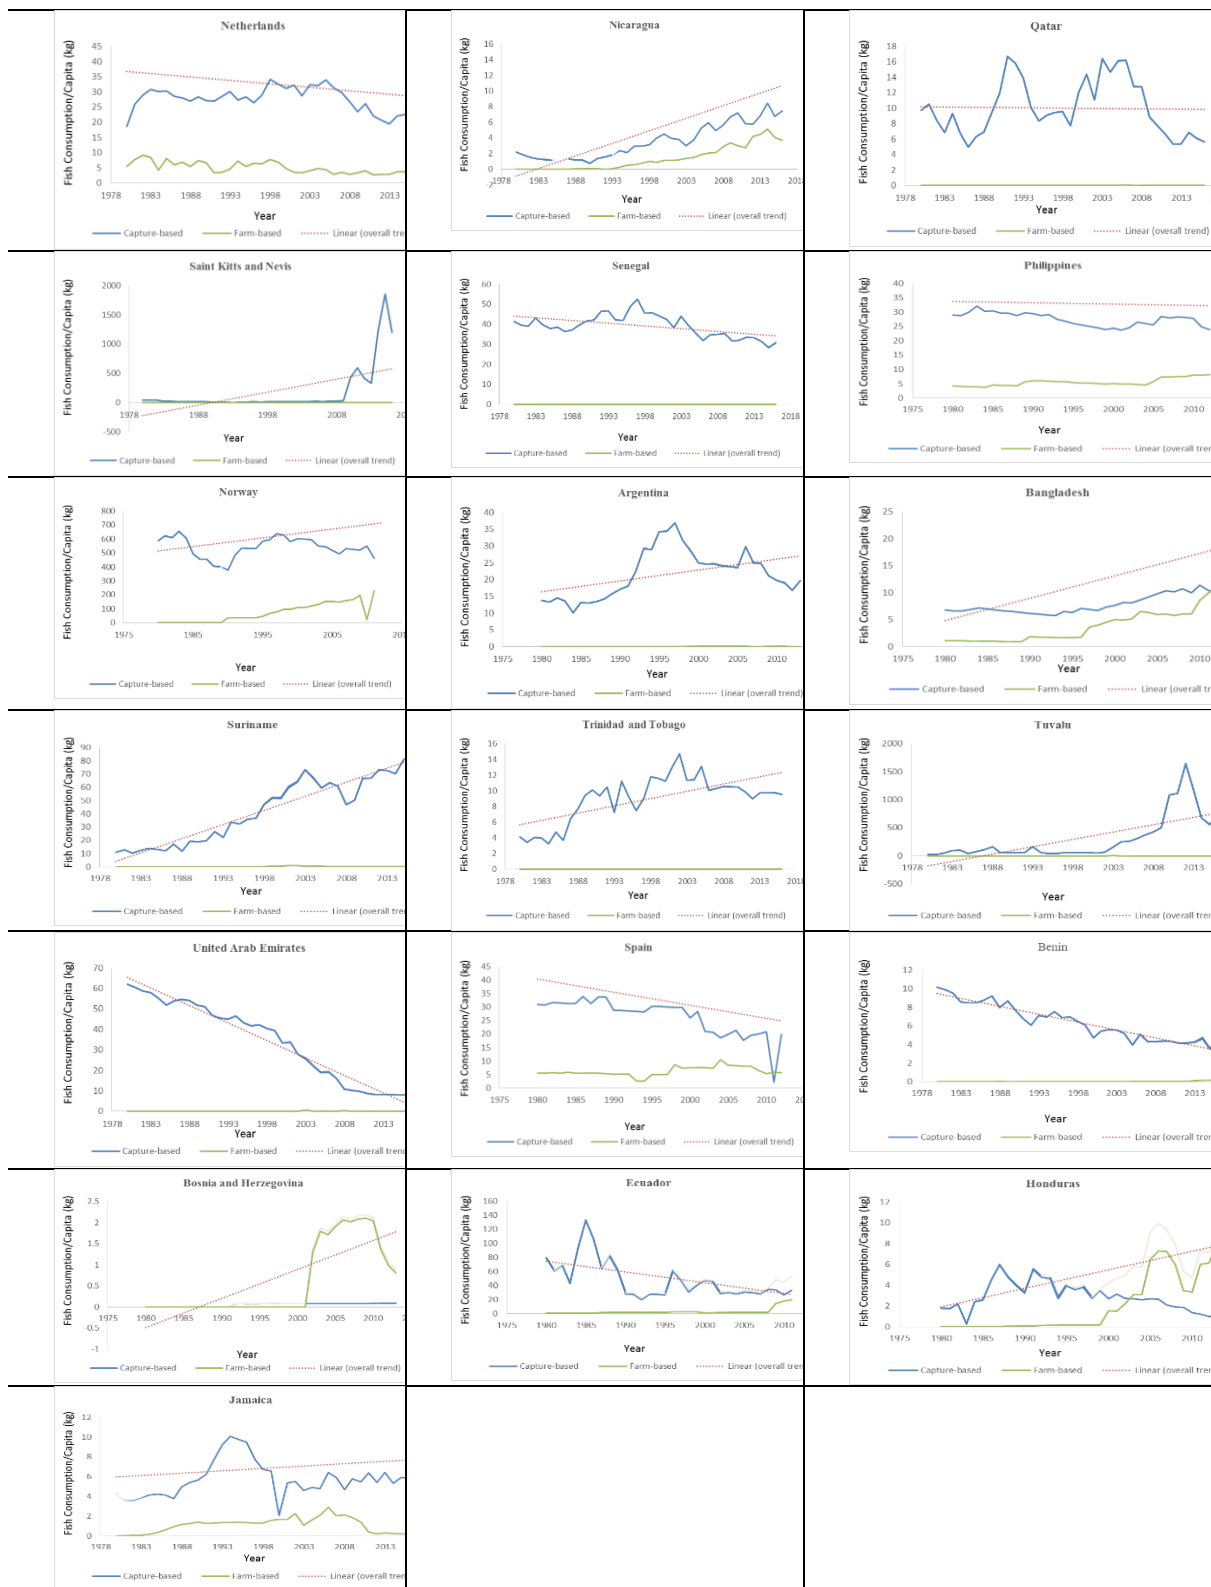 Netherlands
Fish Consumption/Capita (kg)
45
40
35
30
25
20
15
10
5
0
1978 1983 1988 1993 1998 2003 2008 2013
Year
Capture-based Farm-based Linear (overall tre
Nicaragua
Fish Consumption/Capita (kg)
16
14
12
10
8
6
4
2
0
-2
1978 1983 1988 1993 1998 2003 2008 2013 2018
Year
Capture-based Farm-based Linear (overall trend)
Qatar
Fish Consumption/Capita (kg)
18
16
14
12
10
8
6
4
2
0
1978 1983 1988 1993 1998 2003 2008 2013
Year
Capture-based Farm-based Linear (overall tren
Saint Kitts and Nevis
Fish Consumption/Capita (kg)
2000
1500
1000
500
0
-500
1978 1988 1998 2008 20
Year
Capture-based Farm-based Linear (overall trend)
Senegal
Fish Consumption/Capita (kg)
60
50
40
30
20
10
0
1978 1983 1988 1993 1998 2003 2008 2013 2018
Year
Capture-based Farm-based Linear (overall trend)
Philippines
Fish Consumption/Capita (kg)
40
35
30
25
20
15
10
5
0
1975 1980 1985 1990 1995 2000 2005 2010
Year
Capture-based Farm-based Linear (overall tr
Norway
Fish Consumption/Capita (kg)
800
700
600
500
400
300
200
100
0
1975 1985 1995 2005 201
Year
Capture-based Farm-based Linear (overall trend)
Argentina
Fish Consumption/Capita (kg)
40
35
30
25
20
15
10
5
0
1975 1980 1985 1990 1995 2000 2005 2010
Year
Capture-based Farm-based Linear (overall trend)
Bangladesh
Fish Consumption/Capita (kg)
25
20
15
10
5
0
1975 1980 1985 1990 1995 2000 2005 2010
Year
Capture-based Farm-based Linear (overall tr
Suriname
Fish Consumption/Capita (kg)
90
80
70
60
50
40
30
20
10
0
1978 1983 1988 1993 1998 2003 2008 2013
Year
Capture-based Farm-based Linear (overall tren
Trinidad and Tobago
Fish Consumption/Capita (kg)
16
14
12
10
8
6
4
2
0
1978 1983 1988 1993 1998 2003 2008 2013 2018
Year
Capture-based Farm-based Linear (overall trend)
Tuvalu
Fish Consumption/Capita (kg)
2000
1500
1000
500
0
-500
1978 1983 1988 1993 1998 2003 2008 2013
Year
Capture-based Farm-based Linear (overall tr
United Arab Emirates
Fish Consumption/Capita (kg)
70
60
50
40
30
20
10
0
1978 1983 1988 1993 1998 2003 2008 2013
Year
Capture-based Farm-based Linear (overall tren
Spain
Fish Consumption/Capita (kg)
45
40
35
30
25
20
15
10
5
0
1975 1980 1985 1990 1995 2000 2005 2010 20
Year
Capture-based Farm-based Linear (overall trend)
Benin
Fish Consumption/Capita (kg)
12
10
8
6
4
2
0
1978 1983 1988 1993 1998 2003 2008 2013
Year
Capture-based Farm-based Linear (overall tren
Bosnia and Herzegovina
Fish Consumption/Capita (kg)
2.5
2
1.5
1
0.5
0
-0.5
-1
1975 1980 1985 1990 1995 2000 2005 2010
Year
Capture-based Farm-based Linear (overall trend)
Ecuador
Fish Consumption/Capita (kg)
160
140
120
100
80
60
40
20
0
1975 1980 1985 1990 1995 2000 2005 2010
Year
Capture-based Farm-based Linear (overall tren
Honduras
Fish Consumption/Capita (kg)
12
10
8
6
4
2
0
1975 1980 1985 1990 1995 2000 2005 2010
Year
Capture-based Farm-based Linear (overall tre
Jamaica
Fish Consumption/Capita (kg)
12
10
8
6
4
2
0
1978 1983 1988 1993 1998 2003 2008 2013
Year
Capture-based Farm-based Linear (overall tren